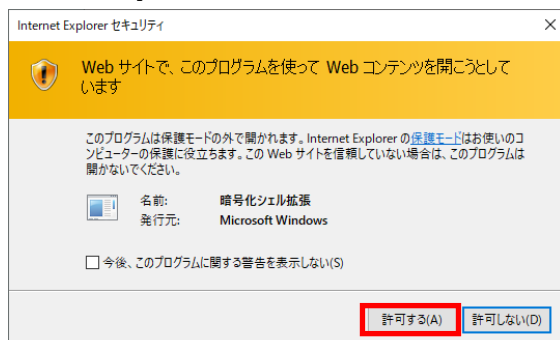 Internet Explorer セキュリティ
Web サイトで、このプログラムを使って Web コンテンツを開こうとして
います
このプログラムは保護モードの外で開かれます。Internet Explorer の保護モードはお使いのコ
ンピューターの保護に役立ちます。この Web サイトを信頼していない場合は、このプログラムは
開かないでください。
名前: 暗号化シェル拡張
発行元: Microsoft Windows
今後、このプログラムに関する警告を表示しない(S)
許可する(A) 許可しない(D)